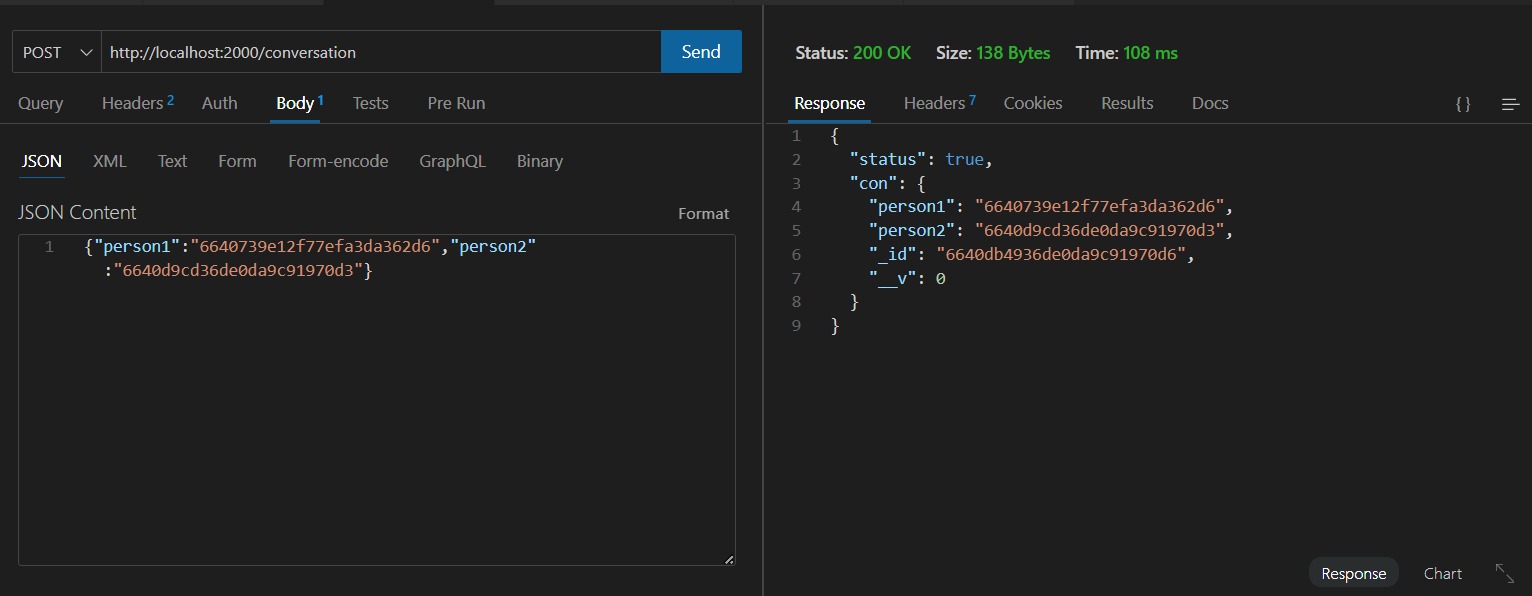 POST http://localhost:2000/conversation Send
Query Headers 2 Auth Body 1 Tests Pre Run
JSON XML Text Form Form-encode GraphQL Binary
JSON Content Format
1 {"person1":"6640739e12f77efa3da362d6","person2"
:"6640d9cd36de0da9c91970d3"}
Status: 200 OK Size: 138 Bytes Time: 108 ms
Response Headers 7 Cookies Results Docs { }
1 {
2 "status": true,
3 "con": {
4 "person1": "6640739e12f77efa3da362d6",
5 "person2": "6640d9cd36de0da9c91970d3",
6 "_id": "6640db4936de0da9c91970d6",
7 "__v": 0
8 }
9 }
Response Chart